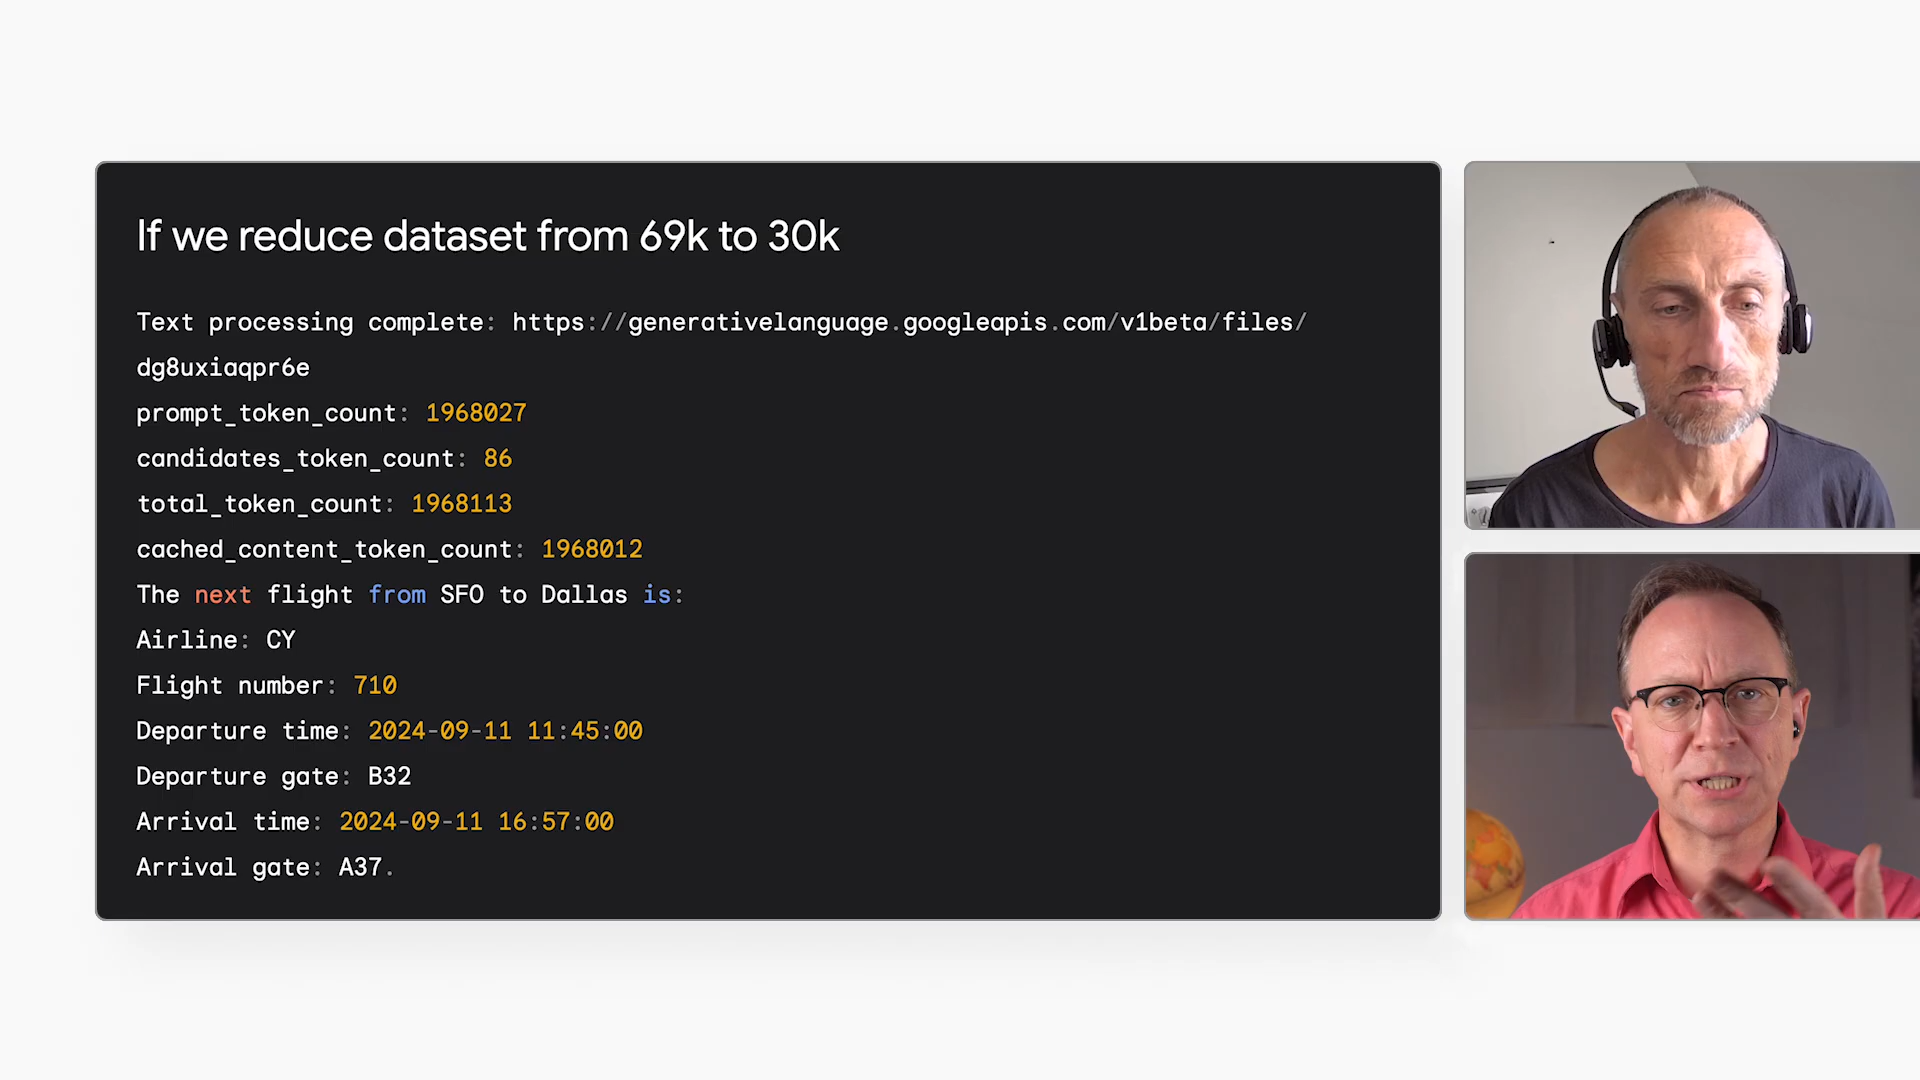 If we reduce dataset from 69k to 30k
Text processing complete: https://generativelanguage.googleapis.com/v1beta/files/
dg8uxiaqpr6e
prompt_token_count: 1968027
candidates_token_count: 86
total_token_count: 1968113
cached_content_token_count: 1968012
The next flight from SFO to Dallas is:
Airline: CY
Flight number: 710
Departure time: 2024-09-11 11:45:00
Departure gate: B32
Arrival time: 2024-09-11 16:57:00
Arrival gate: A37.